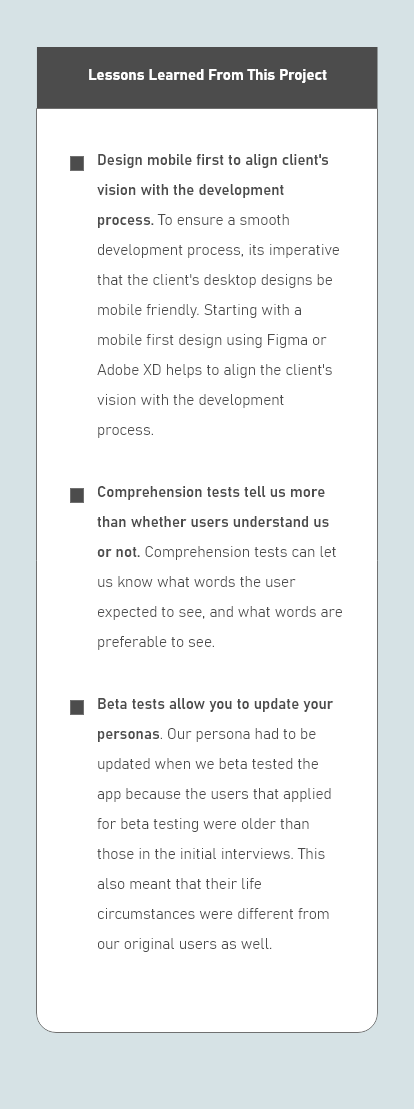 Lessons Learned From This Project
Design mobile first to align client's
vision with the development
process. To ensure a smooth
development process, its imperative
that the client's desktop designs be
mobile friendly. Starting with a
mobile first design using Figma or
Adobe XD helps to align the client's
vision with the development
process.
Comprehension tests tell us more
than whether users understand us
or not. Comprehension tests can let
us know what words the user
expected to see, and what words are
preferable to see.
Beta tests allow you to update your
personas. Our persona had to be
updated when we beta tested the
app because the users that applied
for beta testing were older than
those in the initial interviews. This
also meant that their life
circumstances were different from
our original users as well.